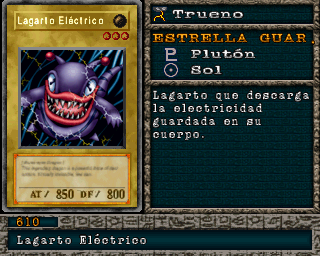 Lagarto Eléctrico
AT/ 850 DF/ 800
Trueno
ESTRELLA GUAR.
Plutón
Sol
Lagarto que descarga
la electricidad
guardada en su
cuerpo.
610
Lagarto Eléctrico